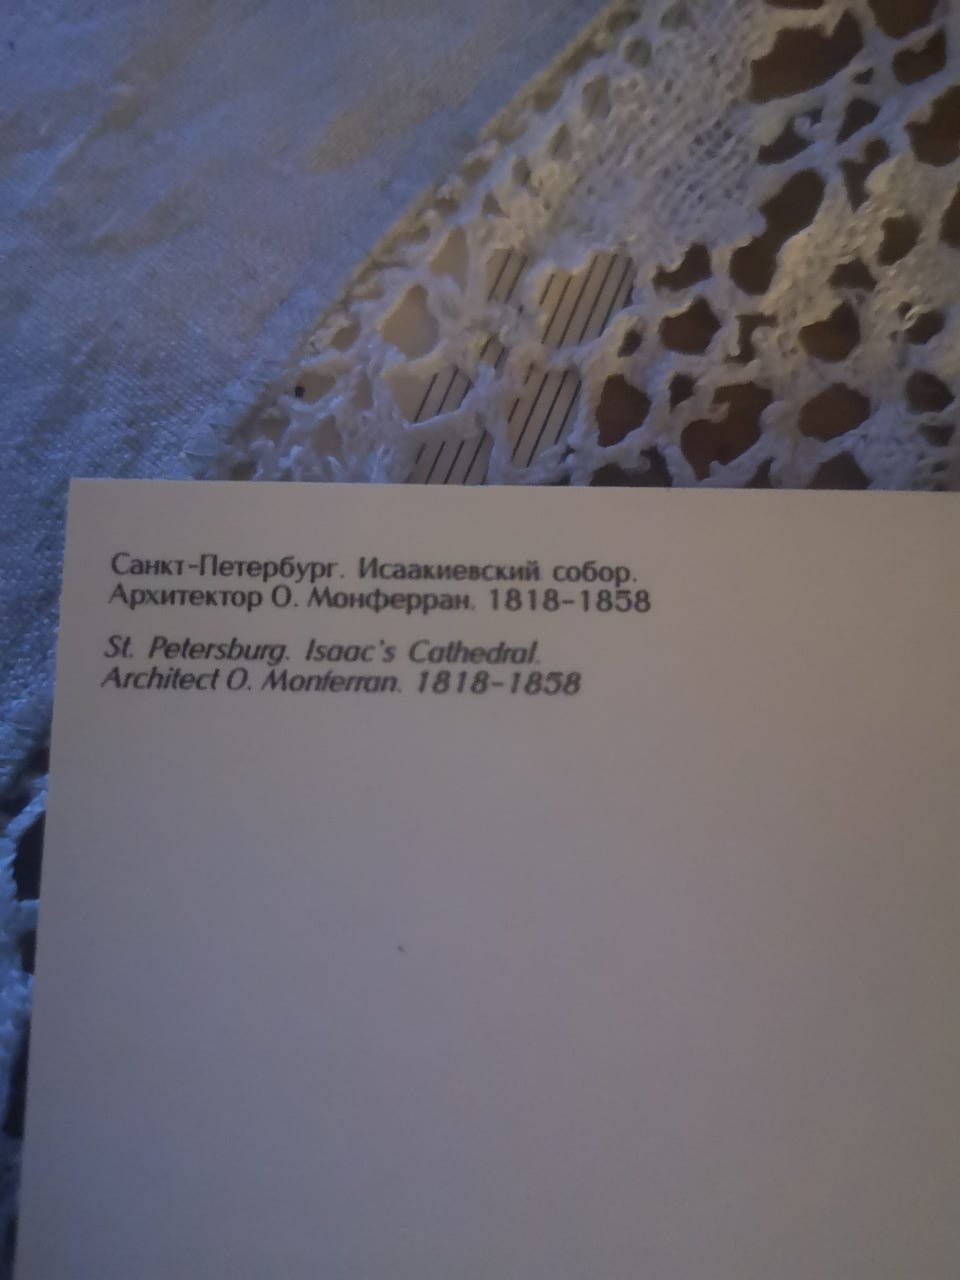 Санкт-Петербург. Исаакиевский собор.
Архитектор О. Монферран. 1818-1858
St. Petersburg. Isaac's Cathedral.
Architect O. Monferran. 1818-1858